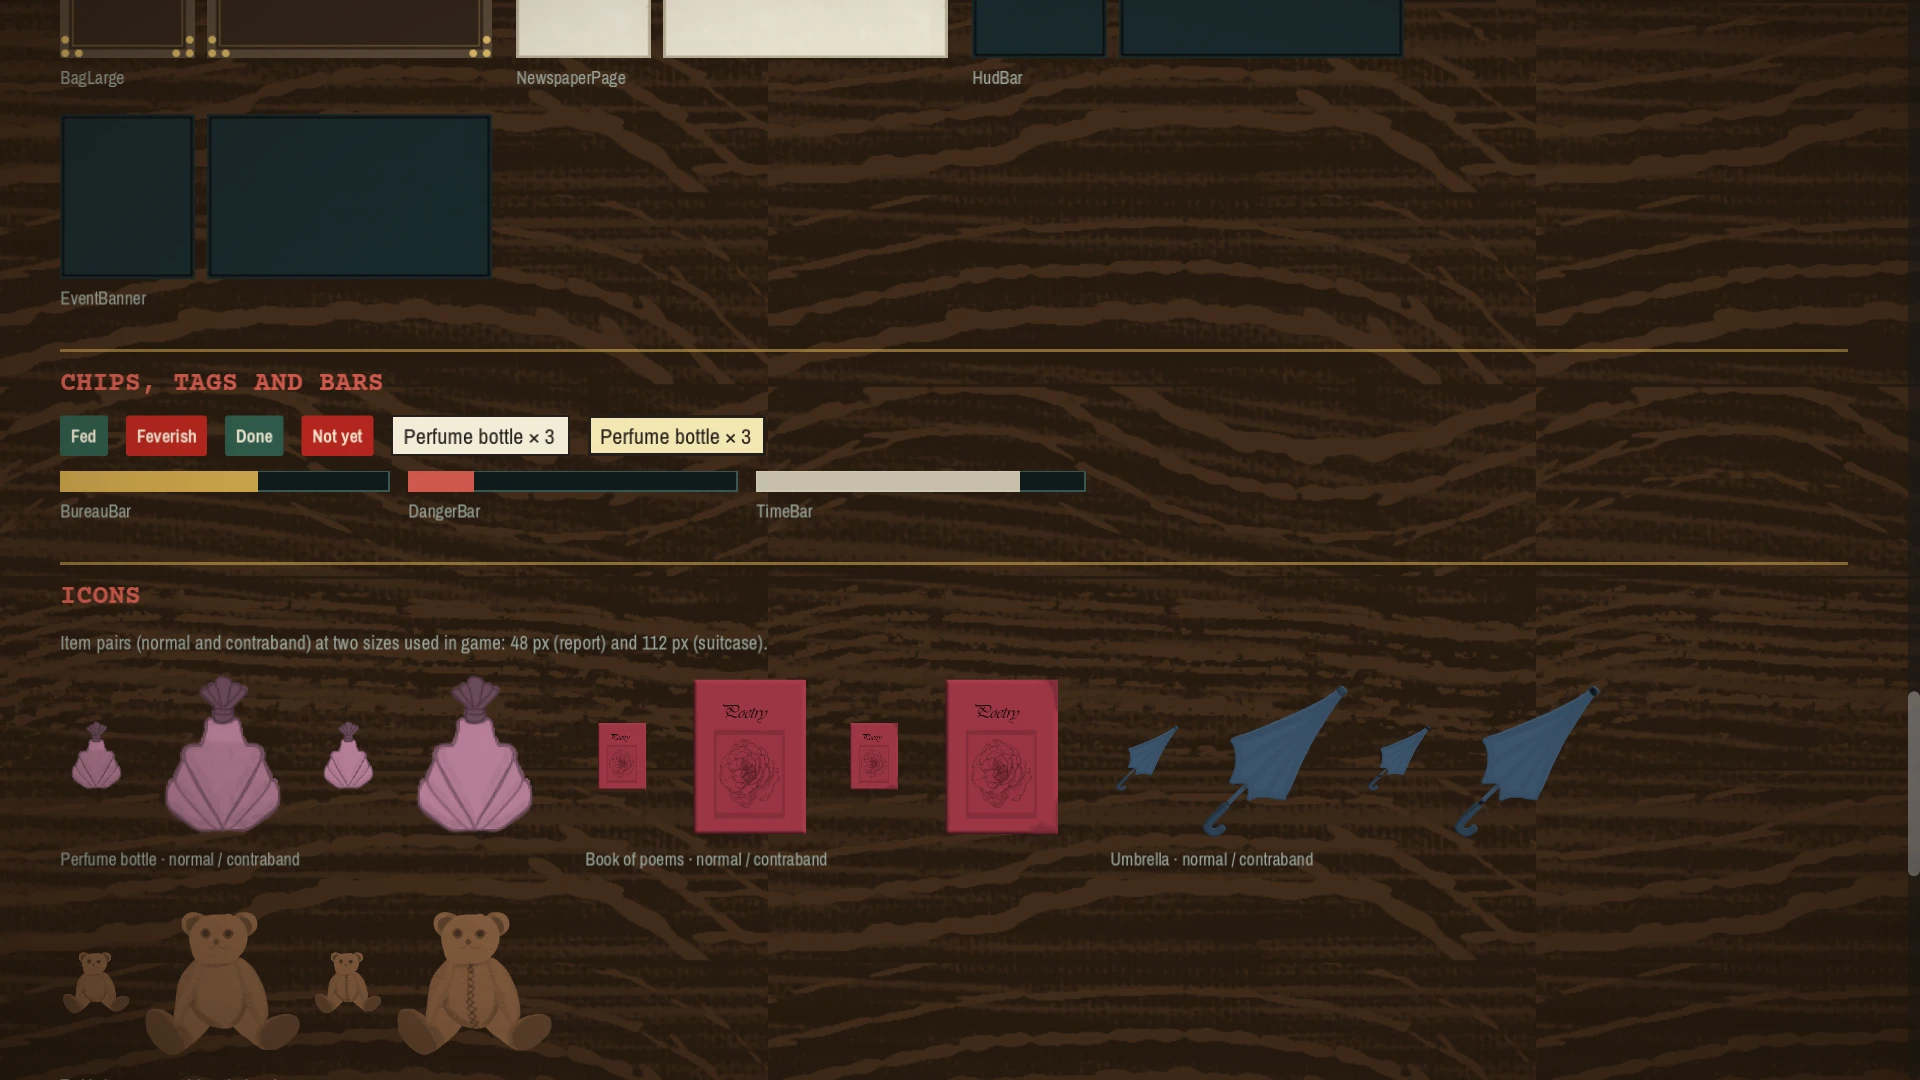 BagLarge
NewspaperPage
HudBar
EventBanner
CHIPS, TAGS AND BARS
Fed
Feverish
Done
Not yet
Perfume bottle × 3
Perfume bottle × 3
BureauBar
DangerBar
TimeBar
ICONS
Item pairs (normal and contraband) at two sizes used in game: 48 px (report) and 112 px (suitcase).
Poetry
Poetry
Poetry
Poetry
Perfume bottle · normal / contraband
Book of poems · normal / contraband
Umbrella · normal / contraband